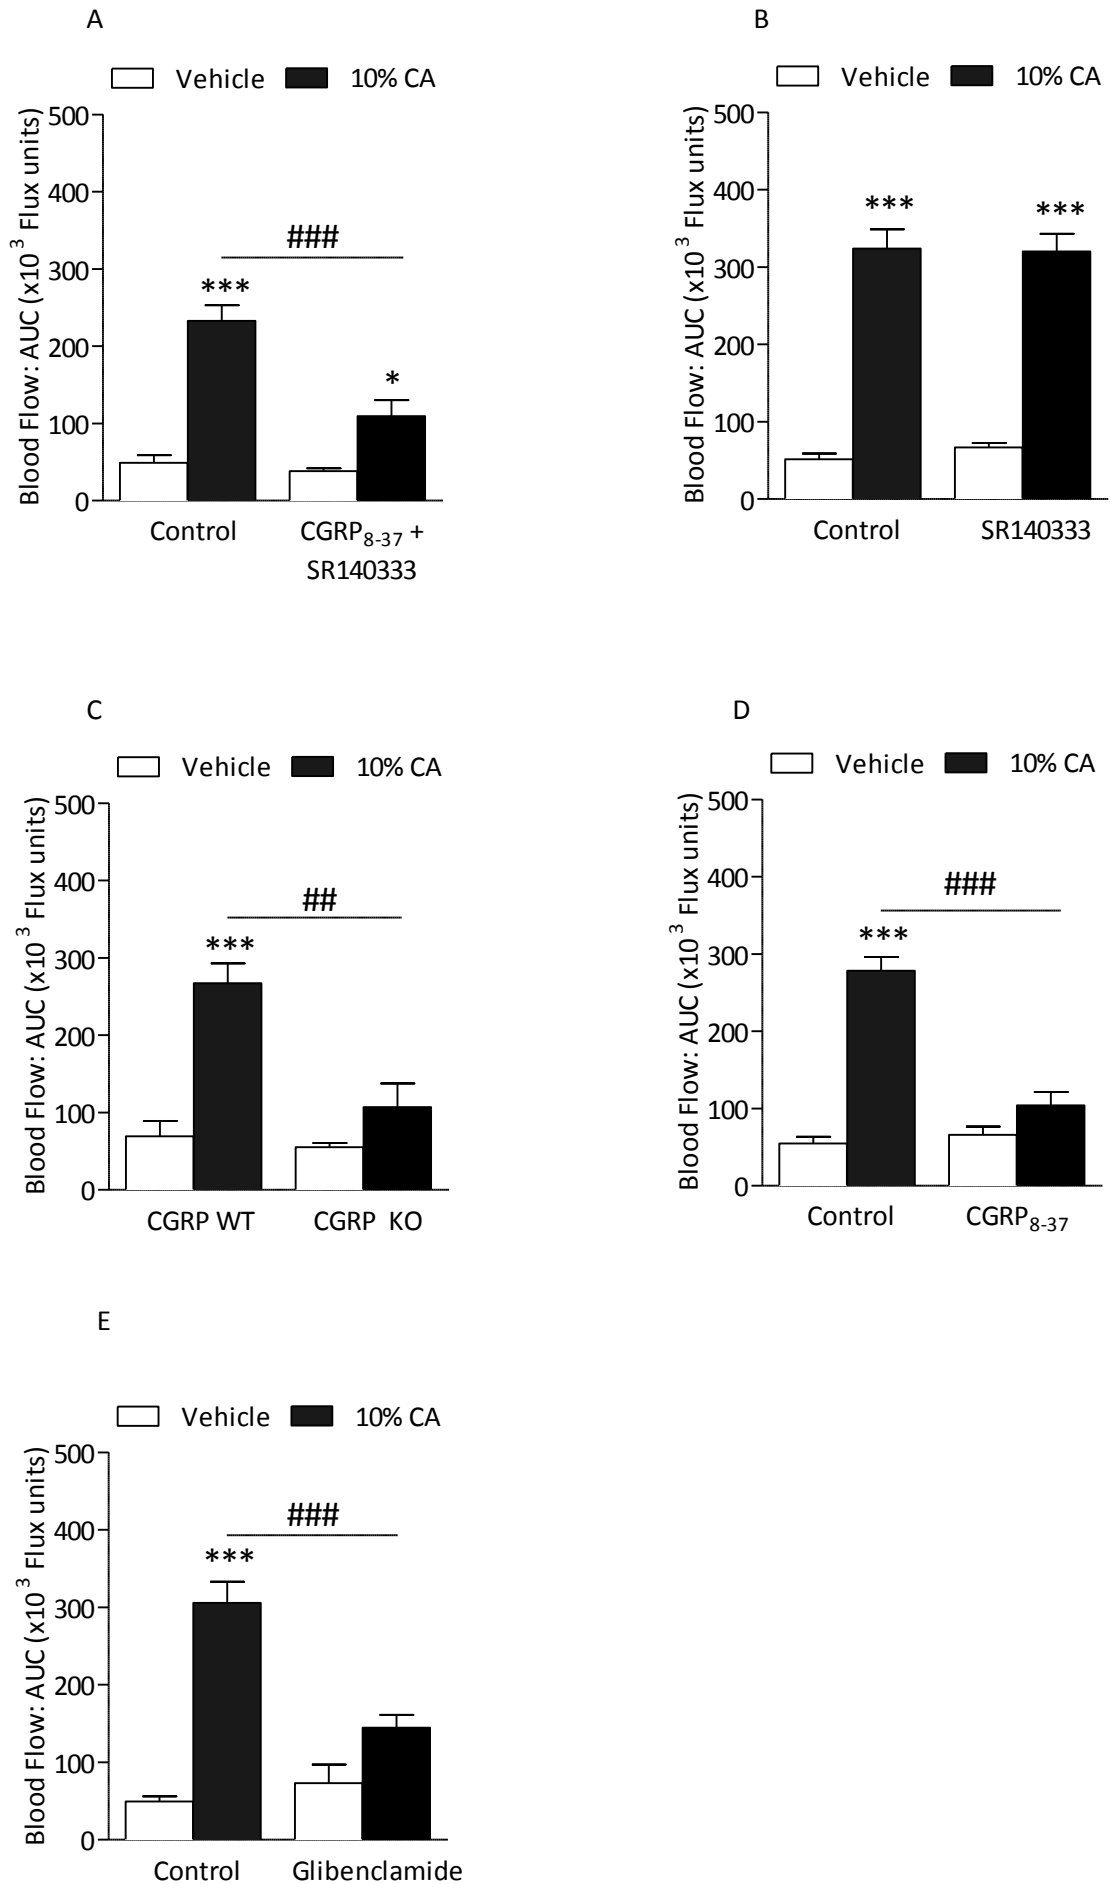 A
Vehicle 10% CA
Blood Flow: AUC (x10³ Flux units)
500
400
300
200
100
0
###
***
*
Control
CGRP₈₋₃₇ +
SR140333
B
Vehicle 10% CA
Blood Flow: AUC (x10³ Flux units)
500
400
300
200
100
0
***
***
Control SR140333
C
Vehicle 10% CA
Blood Flow: AUC (x10³ Flux units)
500
400
300
200
100
0
##
***
CGRP WT CGRP KO
D
Vehicle 10% CA
Blood Flow: AUC (x10³ Flux units)
500
400
300
200
100
0
###
***
Control CGRP₈₋₃₇
E
Vehicle 10% CA
Blood Flow: AUC (x10³ Flux units)
500
400
300
200
100
0
###
***
Control Glibenclamide